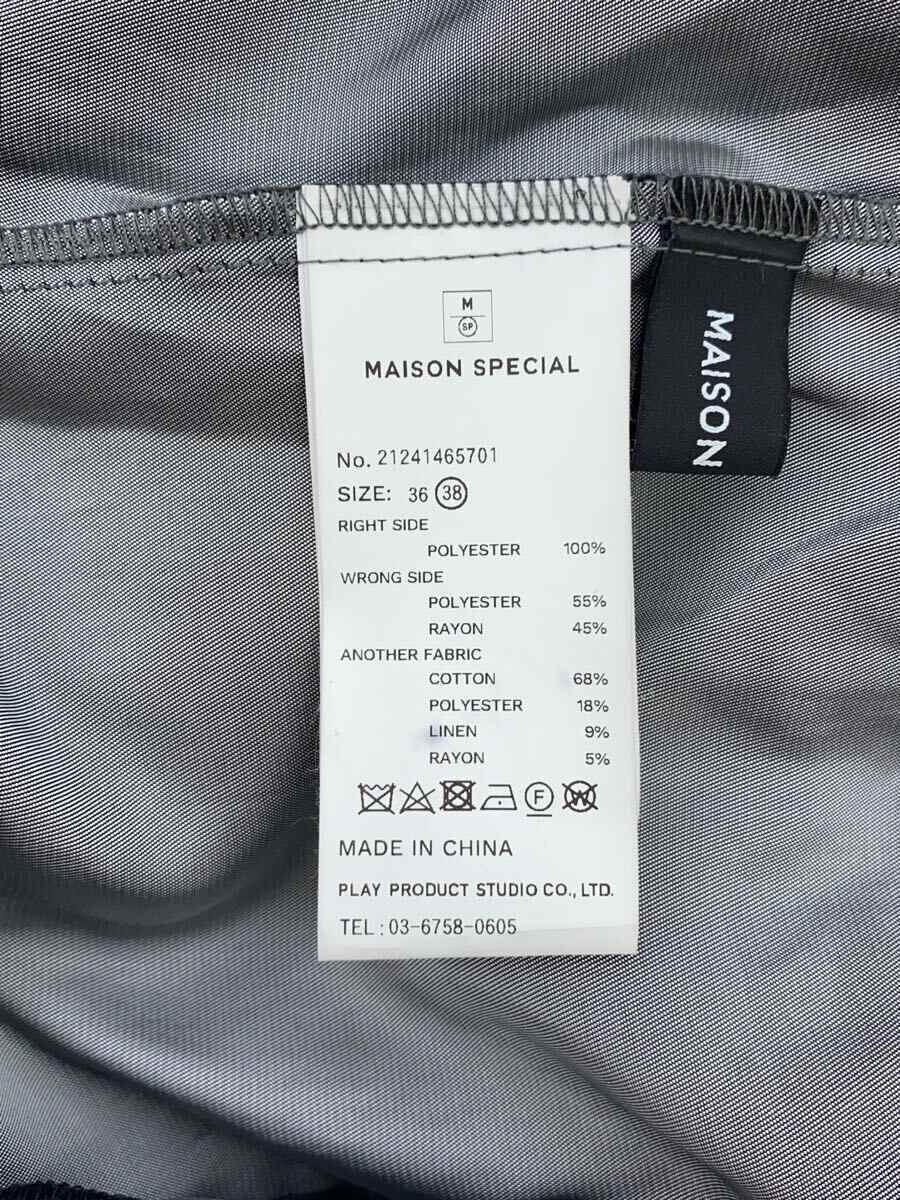 M
SP
MAISON SPECIAL
No. 21241465701
SIZE: 36 38
RIGHT SIDE
POLYESTER 100%
WRONG SIDE
POLYESTER 55%
RAYON 45%
ANOTHER FABRIC
COTTON 68%
POLYESTER 18%
LINEN 9%
RAYON 5%
F W
MADE IN CHINA
PLAY PRODUCT STUDIO CO., LTD.
TEL : 03-6758-0605
MAISON